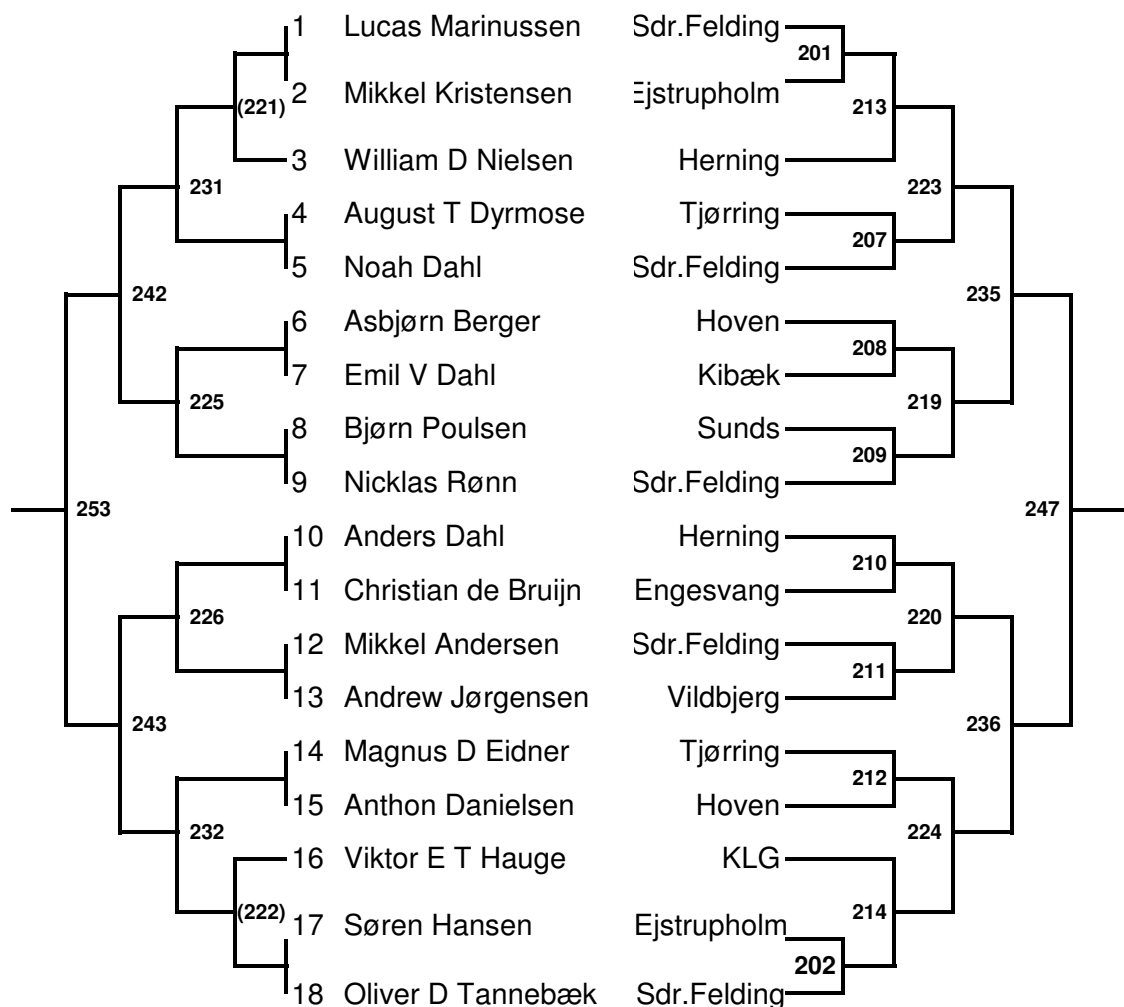 1 Lucas Marinussen Sdr.Felding
201
(221) 2 Mikkel Kristensen Ejstrupholm 213
3 William D Nielsen Herning
231 223
4 August T Dyrmose Tjørring
207
5 Noah Dahl Sdr.Felding
242 235
6 Asbjørn Berger Hoven
208
7 Emil V Dahl Kibæk
225 219
8 Bjørn Poulsen Sunds
209
9 Nicklas Rønn Sdr.Felding
253 247
10 Anders Dahl Herning
210
11 Christian de Bruijn Engesvang
226 220
12 Mikkel Andersen Sdr.Felding
211
13 Andrew Jørgensen Vildbjerg
243 236
14 Magnus D Eidner Tjørring
212
15 Anthon Danielsen Hoven
232 224
16 Viktor E T Hauge KLG
(222) 214
17 Søren Hansen Ejstrupholm
202
18 Oliver D Tannebæk Sdr.Felding